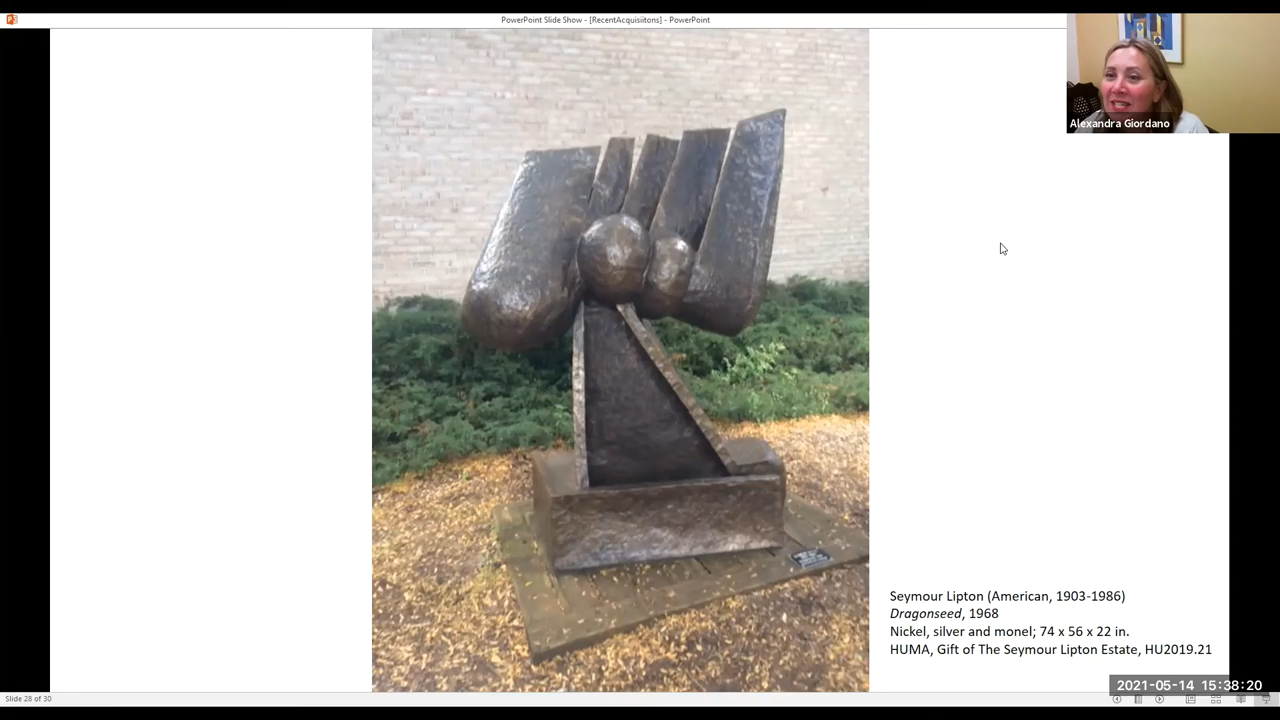 PowerPoint Slide Show - [RecentAcquisiitons] - PowerPoint
Alexandra Giordano
Seymour Lipton (American, 1903-1986)
Dragonseed, 1968
Nickel, silver and monel; 74 x 56 x 22 in.
HUMA, Gift of The Seymour Lipton Estate, HU2019.21
2021-05-14 15:38:20
Slide 28 of 30